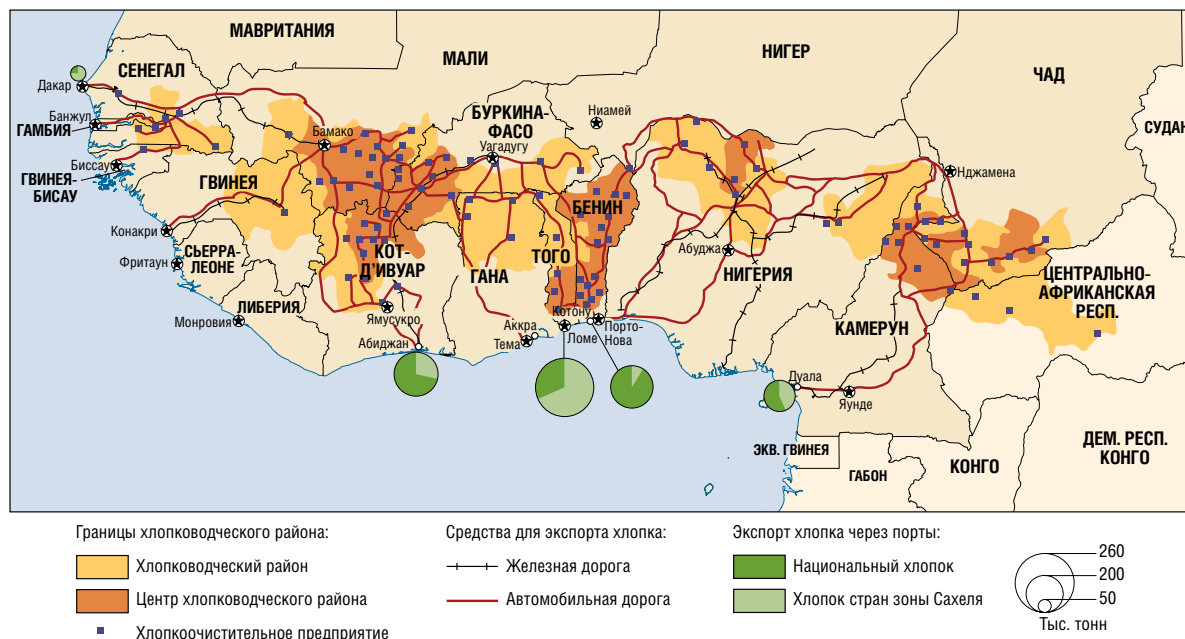 МАВРИТАНИЯ
МАЛИ
НИГЕР
ЧАД
СУДАН
СЕНЕГАЛ
Дакар
Банжул
ГАМБИЯ
Биссау
ГВИНЕЯ-
БИСАУ
Бамако
БУРКИНА-
ФАСО
Уагадугу
Ниамей
Нджамена
ГВИНЕЯ
Конакри
Фритаун
СЬЕРРА-
ЛЕОНЕ
ЛИБЕРИЯ
Монровия
КОТ-
Д'ИВУАР
Ямусукро
Абиджан
ГАНА
Аккра
Тема
ТОГО
БЕНИН
Котону
Ломе
Порто-
Нова
Абуджа
НИГЕРИЯ
КАМЕРУН
Дуала
Яунде
ЦЕНТРАЛЬНО-
АФРИКАНСКАЯ
РЕСП.
ЭКВ. ГВИНЕЯ
ГАБОН
КОНГО
ДЕМ. РЕСП.
КОНГО
Границы хлопководческого района:
Хлопководческий район
Центр хлопководческого района
Хлопкоочистительное предприятие
Средства для экспорта хлопка:
Железная дорога
Автомобильная дорога
Экспорт хлопка через порты:
Национальный хлопок
Хлопок стран зоны Сахеля
260
200
50
Тыс. тонн